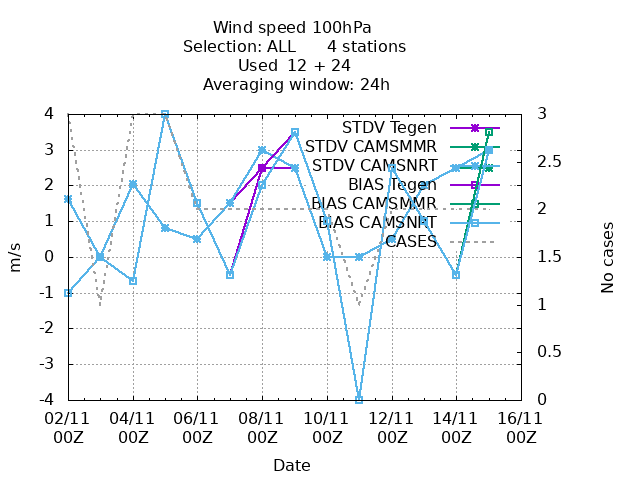 Wind speed 100hPa
Selection: ALL 4 stations
Used 12 + 24
Averaging window: 24h
4
3
2
1
0
-1
-2
-3
-4
m/s
3
2.5
2
1.5
1
0.5
0
No cases
STDV Tegen
STDV CAMSMMR
STDV CAMSNRT
BIAS Tegen
BIAS CAMSMMR
BIAS CAMSNRT
CASES
02/11 04/11 06/11 08/11 10/11 12/11 14/11 16/11
00Z 00Z 00Z 00Z 00Z 00Z 00Z 00Z
Date